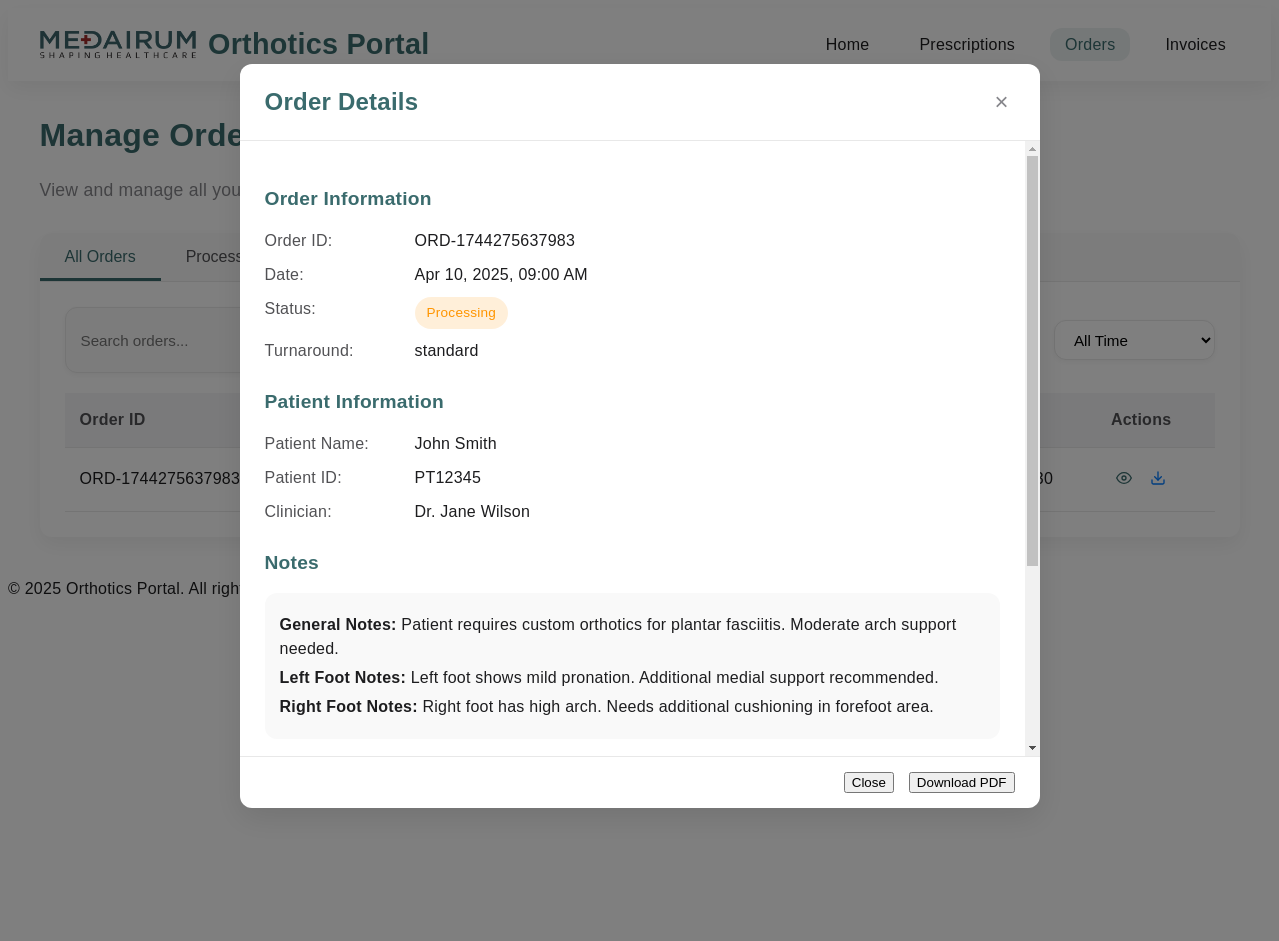 MEDAIRUM
SHAPING HEALTHCARE
Orthotics Portal
Home
Prescriptions
Orders
Invoices
Order Details
×
Manage Orde
View and manage all you
All Orders
Process
Search orders...
All Time
Order ID
Actions
ORD-1744275637983
30
Order Information
Order ID: ORD-1744275637983
Date: Apr 10, 2025, 09:00 AM
Status: Processing
Turnaround: standard
Patient Information
Patient Name: John Smith
Patient ID: PT12345
Clinician: Dr. Jane Wilson
Notes
General Notes: Patient requires custom orthotics for plantar fasciitis. Moderate arch support
needed.
Left Foot Notes: Left foot shows mild pronation. Additional medial support recommended.
Right Foot Notes: Right foot has high arch. Needs additional cushioning in forefoot area.
Close
Download PDF
© 2025 Orthotics Portal. All righ